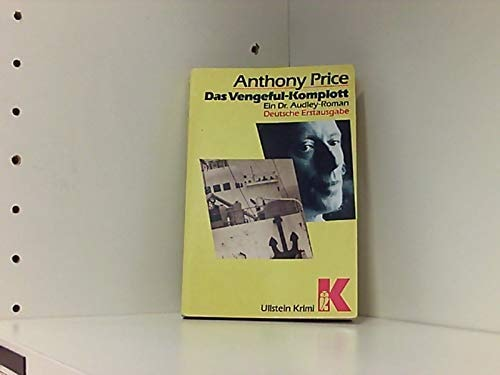 Anthony Price
Das Vengeful-Komplott
Ein Dr. Audley-Roman
Deutsche Erstausgabe
K
Ullstein Krimi